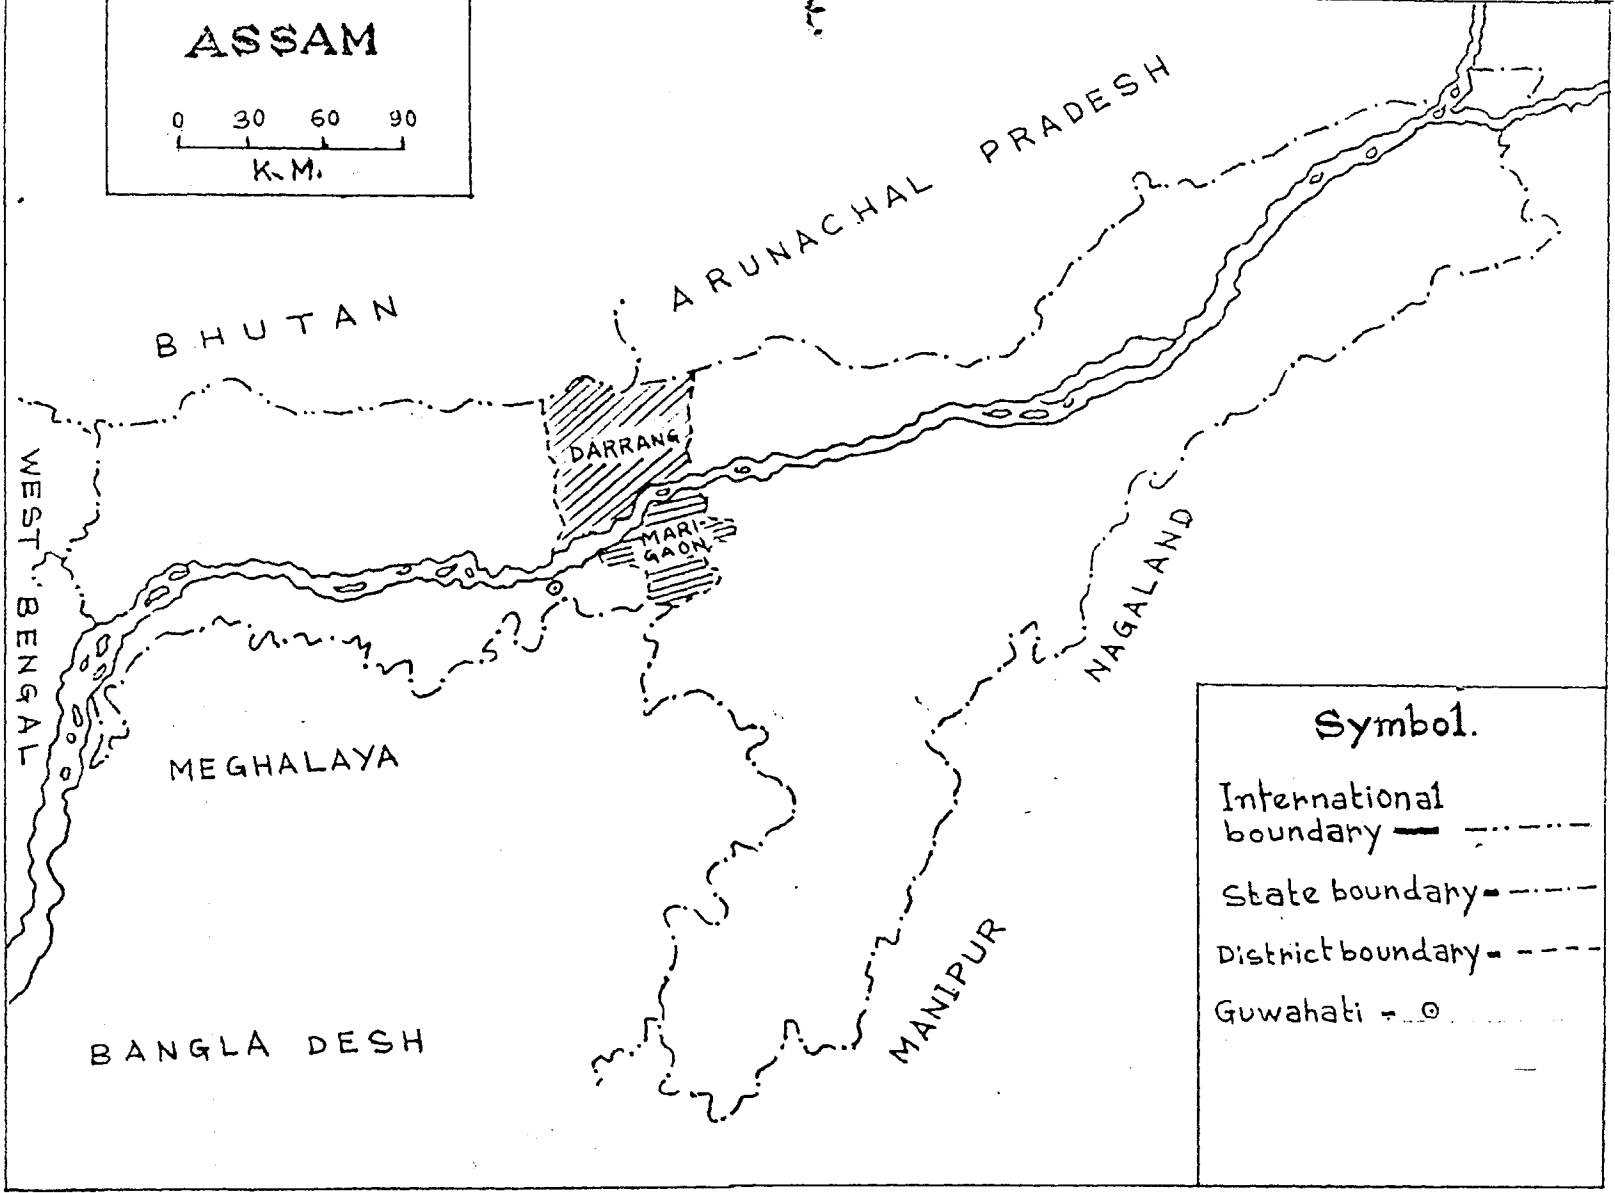 ASSAM
0 30 60 90
K.M.
ARUNACHAL PRADESH
BHUTAN
WEST BENGAL
DARRANG
MARI-
GAON
NAGALAND
MEGHALAYA
MANIPUR
BANGLA DESH
Symbol.
International
boundary
State boundary
District boundary
Guwahati